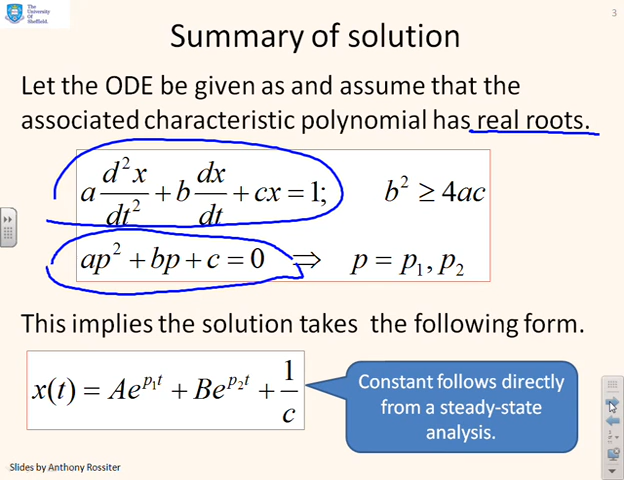 The
University
Of
Sheffield.
3
Summary of solution
Let the ODE be given as and assume that the
associated characteristic polynomial has real roots.
a d²x/dt² + b dx/dt + cx = 1; b² ≥ 4ac
ap² + bp + c = 0 ⇒ p = p₁, p₂
This implies the solution takes the following form.
x(t) = Ae^{p₁t} + Be^{p₂t} + 1/c
Constant follows directly
from a steady-state
analysis.
Slides by Anthony Rossiter